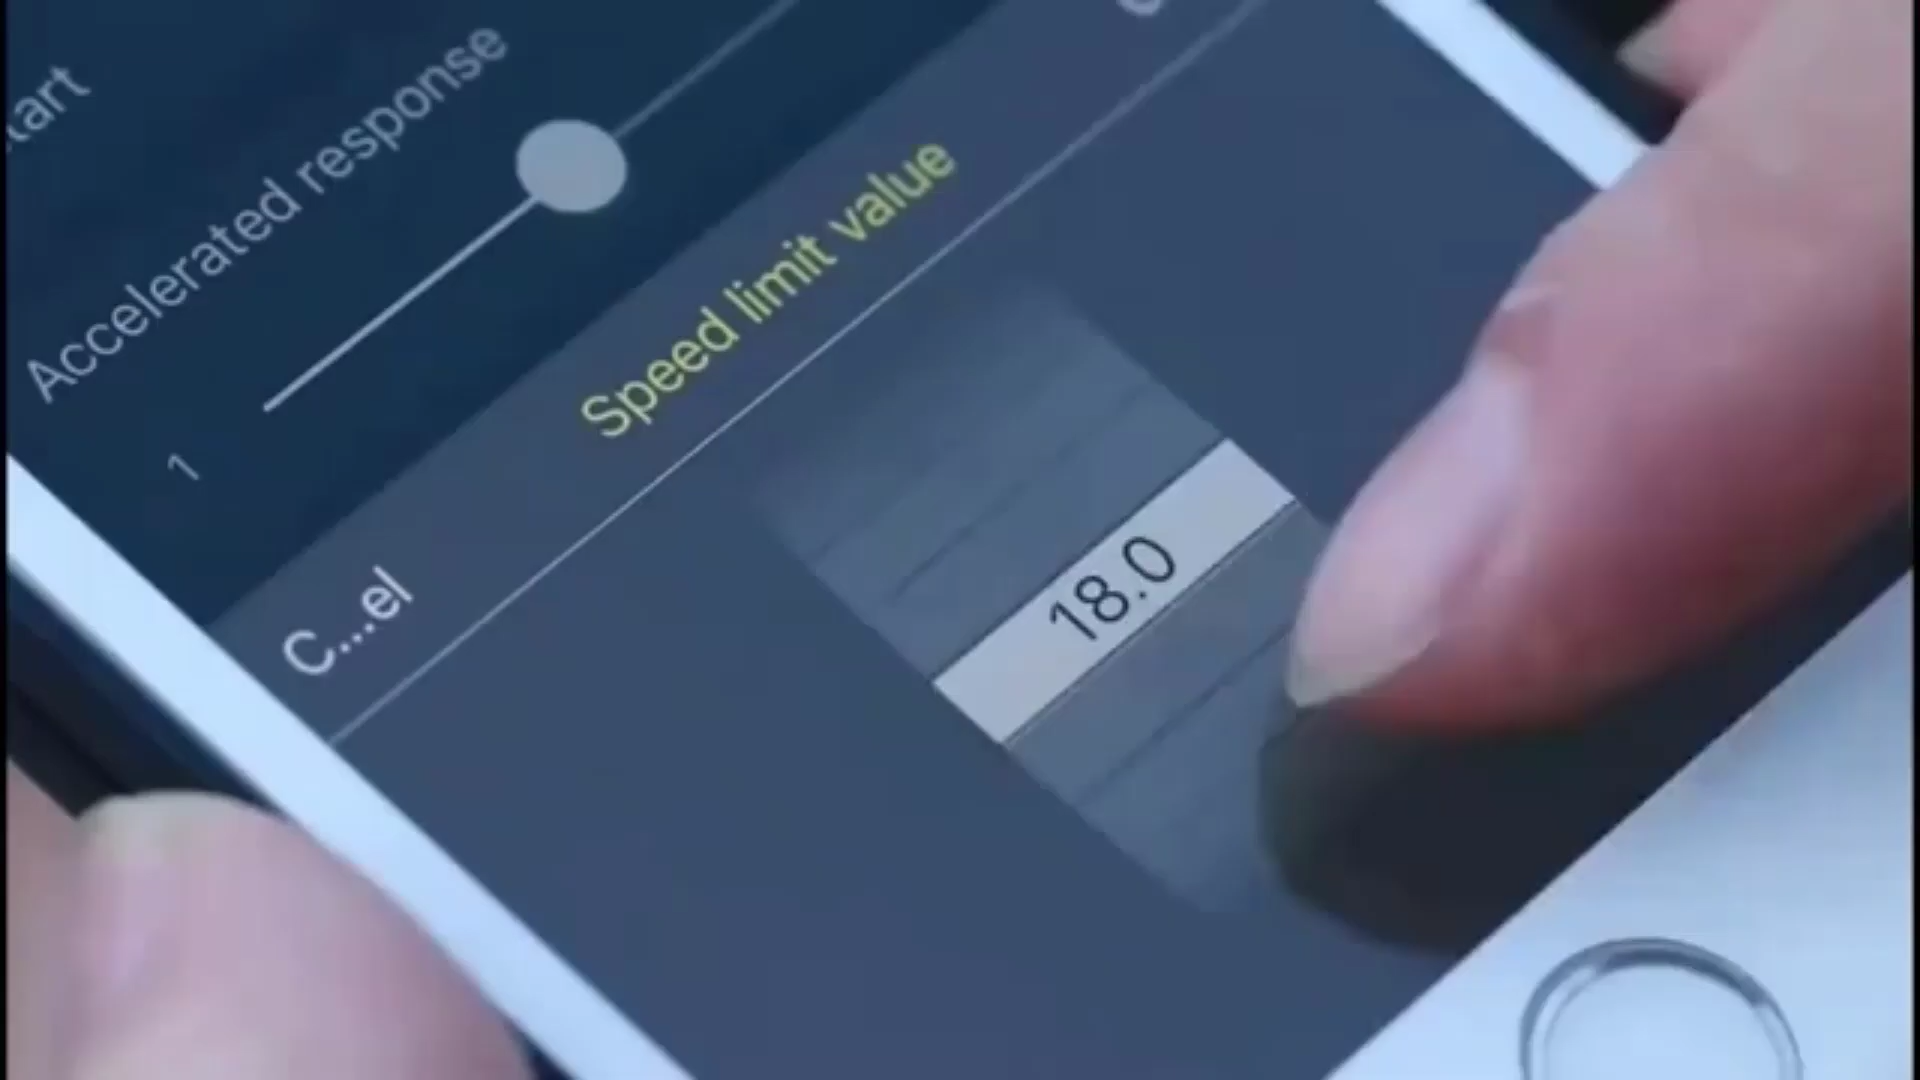 Accelerated response
1
Speed limit value
C...el
18.0